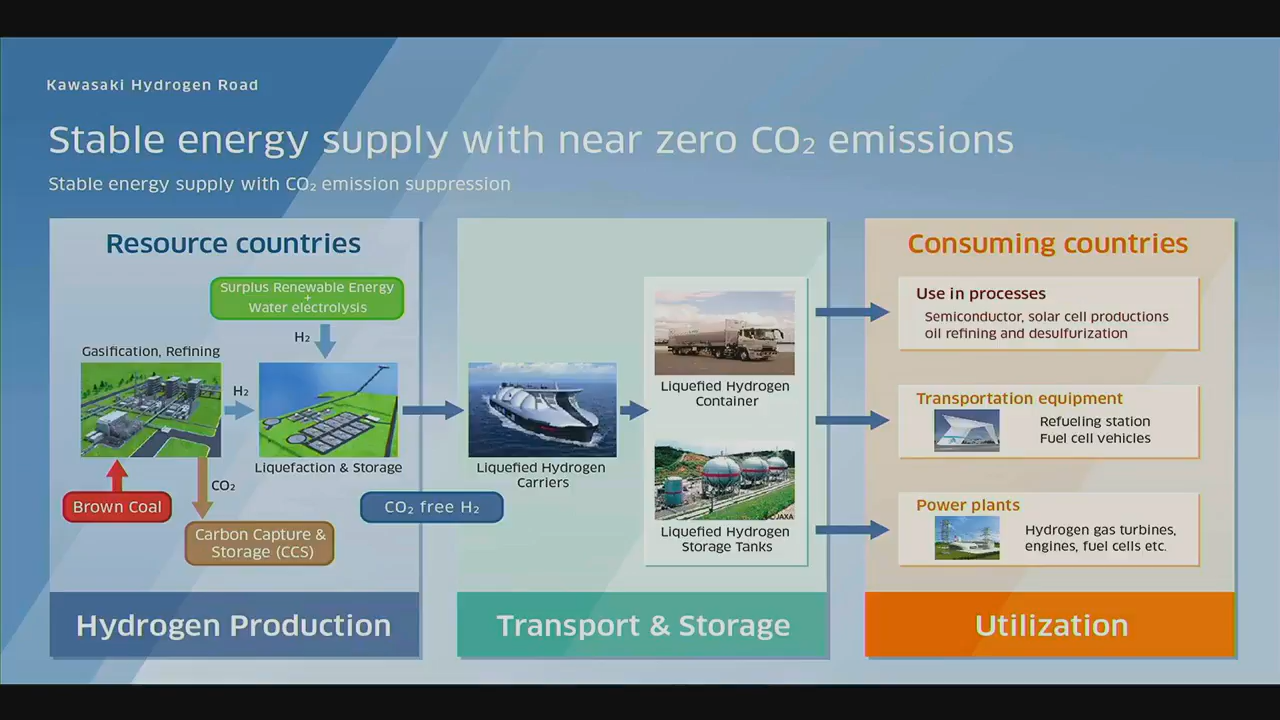 Kawasaki Hydrogen Road
Stable energy supply with near zero CO₂ emissions
Stable energy supply with CO₂ emission suppression
Resource countries
Surplus Renewable Energy
+
Water electrolysis
H₂
Gasification, Refining
H₂
Liquefaction & Storage
CO₂
Brown Coal
Carbon Capture &
Storage (CCS)
CO₂ free H₂
Hydrogen Production
Liquefied Hydrogen
Carriers
Liquefied Hydrogen
Container
JAXA
Liquefied Hydrogen
Storage Tanks
Transport & Storage
Consuming countries
Use in processes
Semiconductor, solar cell productions
oil refining and desulfurization
Transportation equipment
Refueling station
Fuel cell vehicles
Power plants
Hydrogen gas turbines,
engines, fuel cells etc.
Utilization